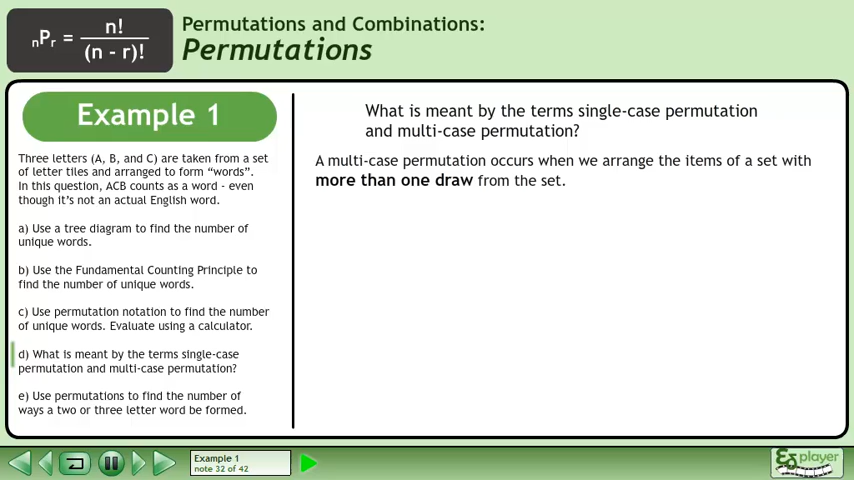 nPr = n! / (n - r)!
Permutations and Combinations:
Permutations
Example 1
Three letters (A, B, and C) are taken from a set
of letter tiles and arranged to form “words”.
In this question, ACB counts as a word - even
though it’s not an actual English word.
a) Use a tree diagram to find the number of
unique words.
b) Use the Fundamental Counting Principle to
find the number of unique words.
c) Use permutation notation to find the number
of unique words. Evaluate using a calculator.
d) What is meant by the terms single-case
permutation and multi-case permutation?
e) Use permutations to find the number of
ways a two or three letter word be formed.
What is meant by the terms single-case permutation
and multi-case permutation?
A multi-case permutation occurs when we arrange the items of a set with
more than one draw from the set.
Example 1
note 32 of 42
player